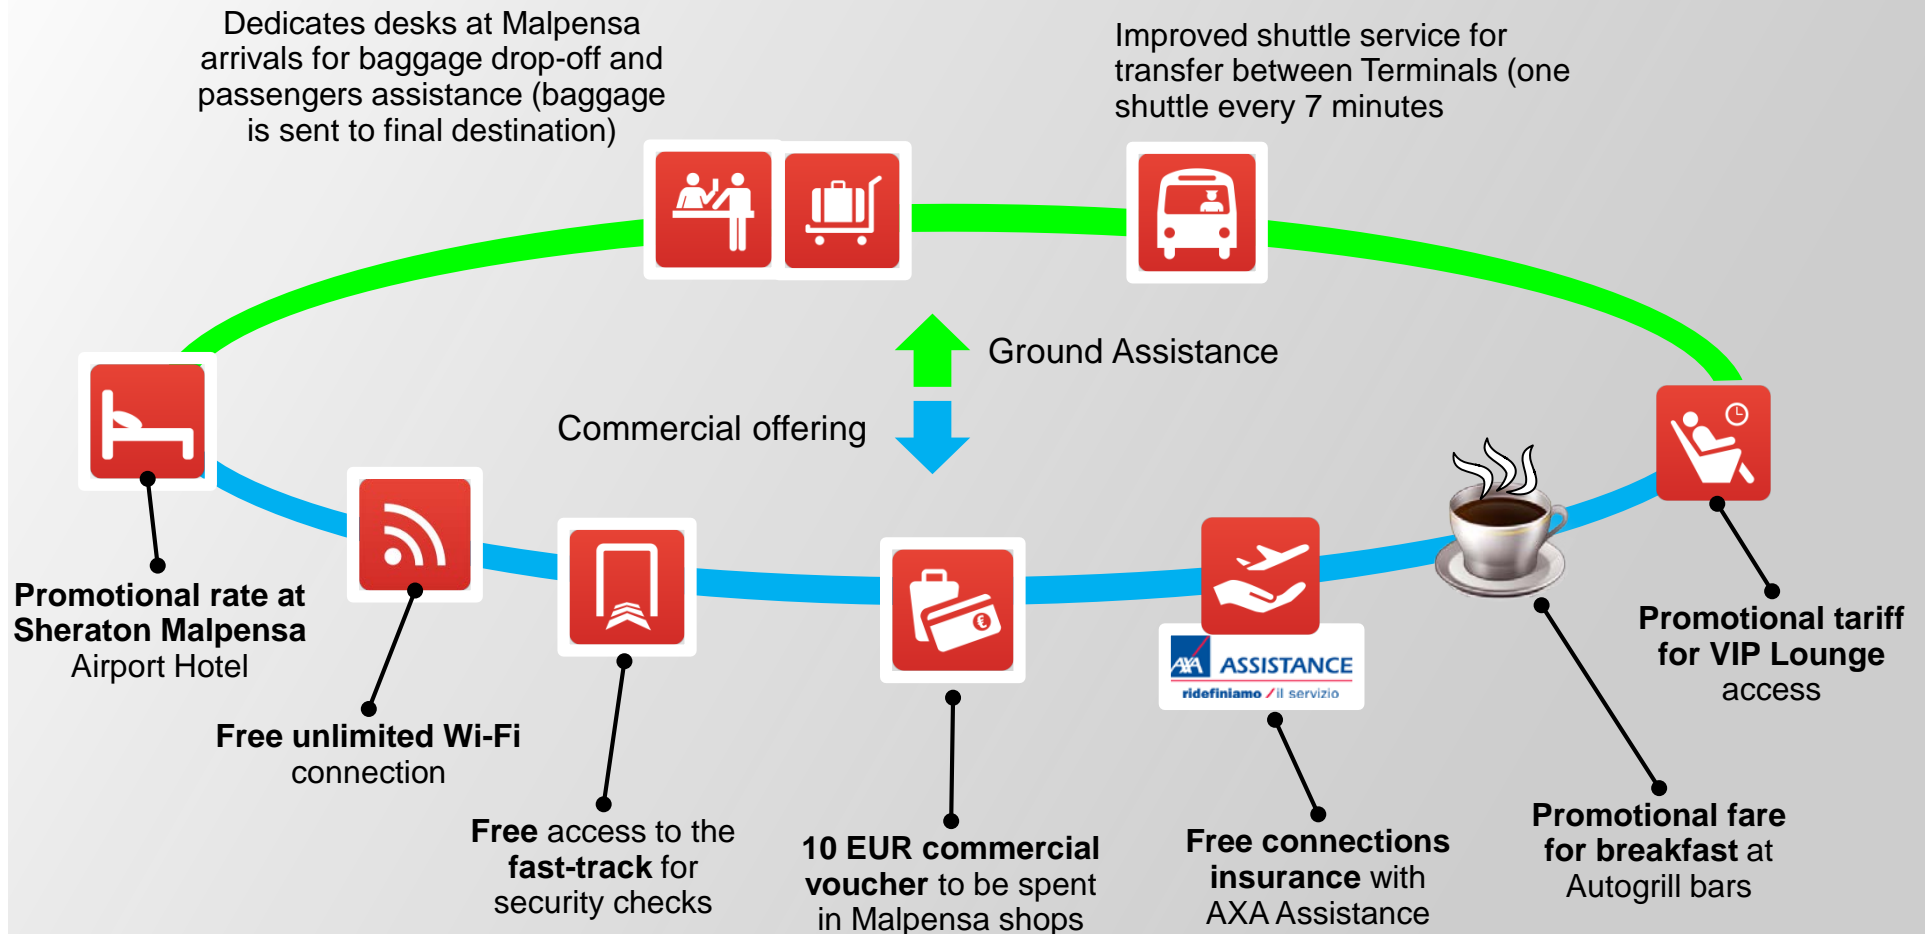 Dedicates desks at Malpensa
arrivals for baggage drop-off and
passengers assistance (baggage
is sent to final destination)
Improved shuttle service for
transfer between Terminals (one
shuttle every 7 minutes
Ground Assistance
Commercial offering
Promotional rate at
Sheraton Malpensa
Airport Hotel
Free unlimited Wi-Fi
connection
Free access to the
fast-track for
security checks
€
10 EUR commercial
voucher to be spent
in Malpensa shops
AXA ASSISTANCE
ridefiniamo / il servizio
Free connections
insurance with
AXA Assistance
Promotional fare
for breakfast at
Autogrill bars
Promotional tariff
for VIP Lounge
access